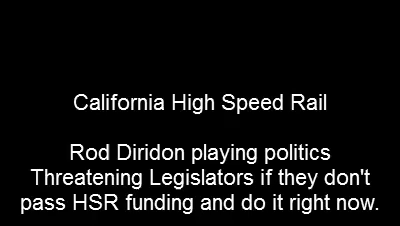 California High Speed Rail
Rod Diridon playing politics
Threatening Legislators if they don't
pass HSR funding and do it right now.